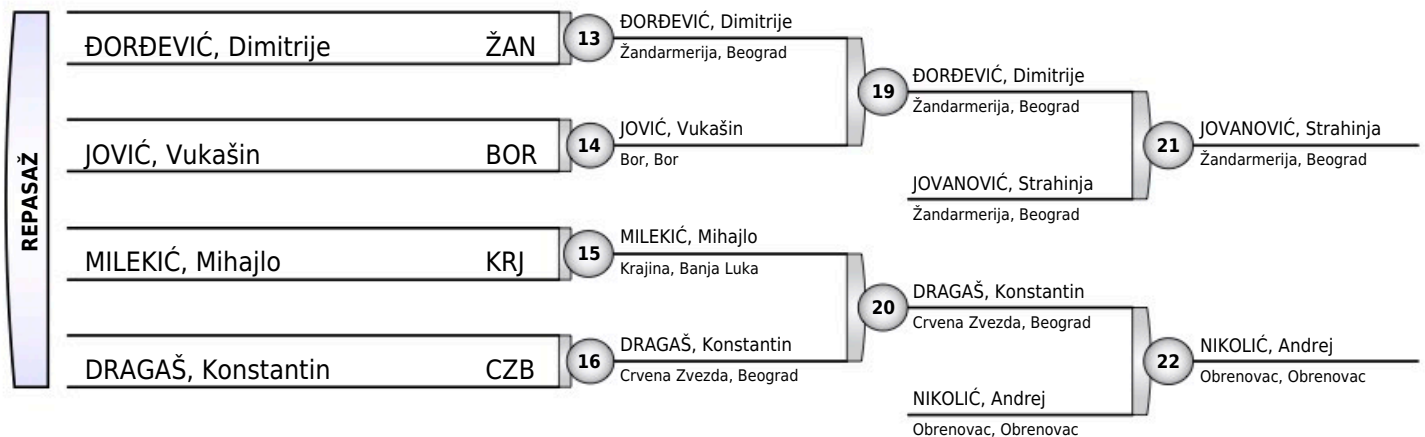 REPASAŽ
ĐORĐEVIĆ, Dimitrije ŽAN
JOVIĆ, Vukašin BOR
MILEKIĆ, Mihajlo KRJ
DRAGAŠ, Konstantin CZB
13
ĐORĐEVIĆ, Dimitrije
Žandarmerija, Beograd
14
JOVIĆ, Vukašin
Bor, Bor
15
MILEKIĆ, Mihajlo
Krajina, Banja Luka
16
DRAGAŠ, Konstantin
Crvena Zvezda, Beograd
19
ĐORĐEVIĆ, Dimitrije
Žandarmerija, Beograd
JOVANOVIĆ, Strahinja
Žandarmerija, Beograd
20
DRAGAŠ, Konstantin
Crvena Zvezda, Beograd
NIKOLIĆ, Andrej
Obrenovac, Obrenovac
21
JOVANOVIĆ, Strahinja
Žandarmerija, Beograd
22
NIKOLIĆ, Andrej
Obrenovac, Obrenovac